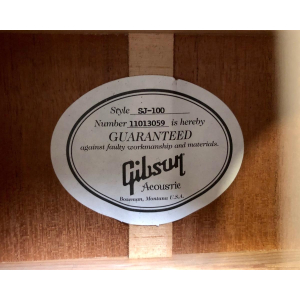 Style SJ-100
Number 11013059 is hereby
GUARANTEED
against faulty workmanship and materials.
Gibson
Acoustic
Bozeman, Montana U.S.A.